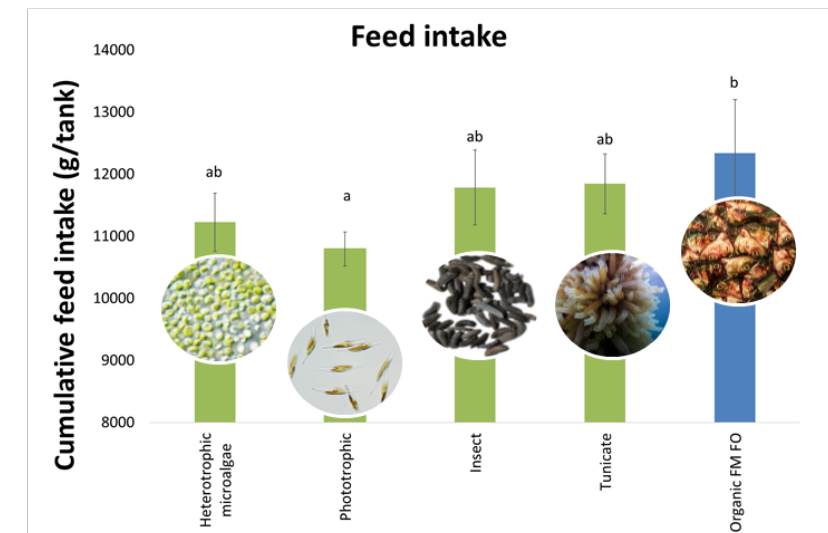 Feed intake
Cumulative feed intake (g/tank)
14000
13000
12000
11000
10000
9000
8000
ab
a
ab
ab
b
Heterotrophic
microalgae
Phototrophic
Insect
Tunicate
Organic FM FO